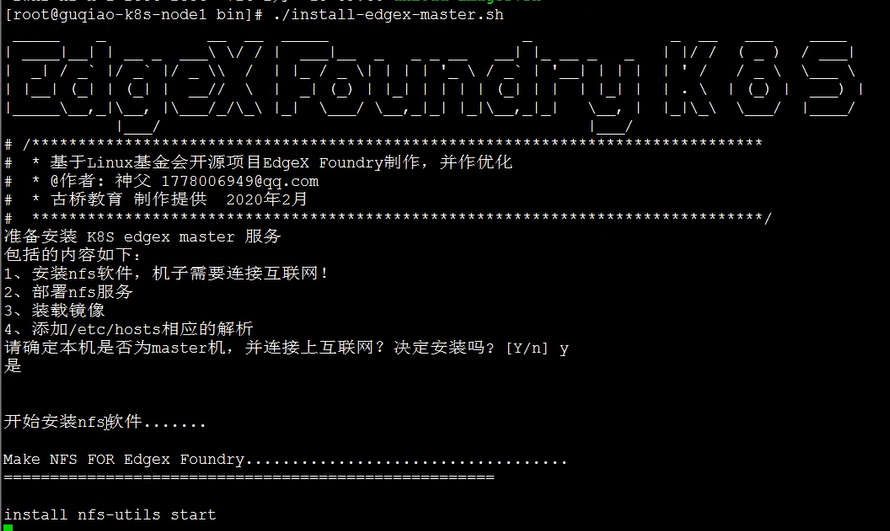 [root@guqiao-k8s-node1 bin]# ./install-edgex-master.sh
EdgeX Foundry K8S
# /*******************************************************************************
#  * 基于Linux基金会开源项目EdgeX Foundry制作，并作优化
#  * @作者: 神父 1778006949@qq.com
#  * 古桥教育 制作提供  2020年2月
#  *******************************************************************************/
准备安装 K8S edgex master 服务
包括的内容如下：
1、安装nfs软件，机子需要连接互联网！
2、部署nfs服务
3、装载镜像
4、添加/etc/hosts相应的解析
请确定本机是否为master机，并连接上互联网？决定安装吗? [Y/n] y
是
开始安装nfs软件.......
Make NFS FOR Edgex Foundry...................................
=====================================================
install nfs-utils start